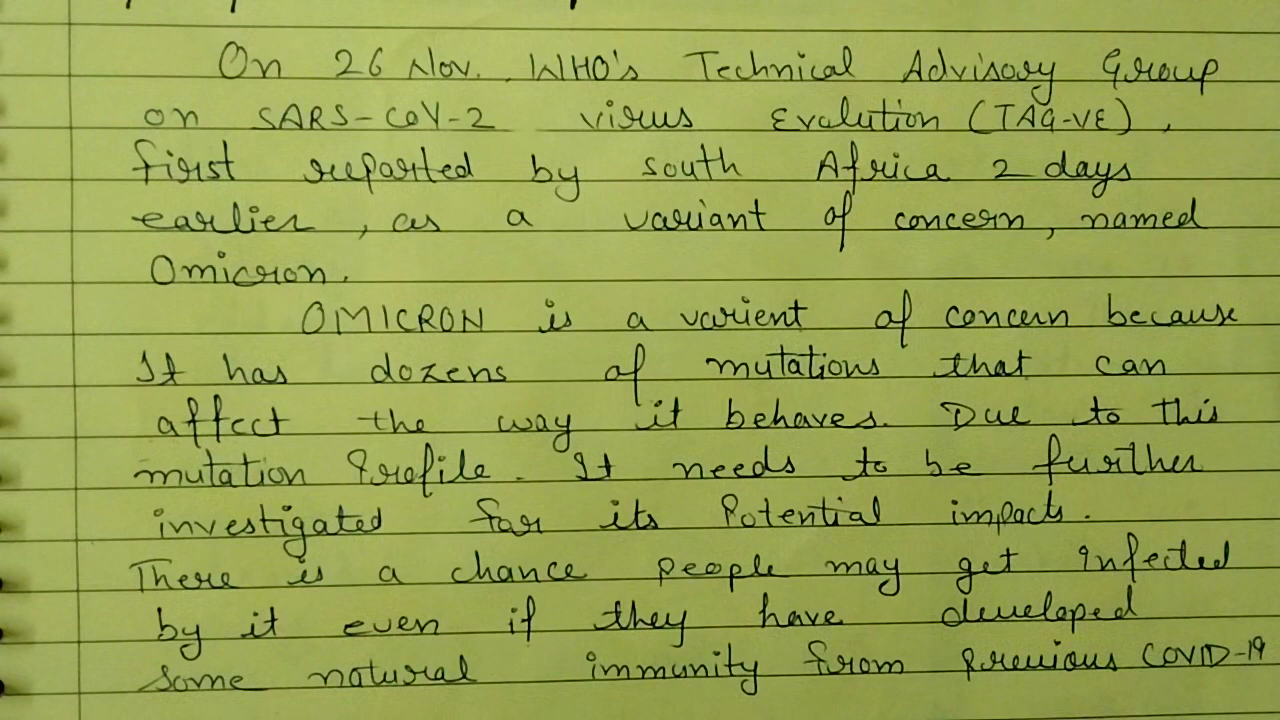 On 26 Nov. WHO's Technical Advisory Group
on SARS-CoV-2 virus Evalution (TAG-VE),
first reported by south Africa 2 days
earlier, as a variant of concern, named
Omicron.
OMICRON is a varient of concern because
It has dozens of mutations that can
affect the way it behaves. Due to this
mutation Profile. It needs to be further
investigated for its Potential impacts.
There is a chance people may get infected
by it even if they have developed
some natural immunity from previous COVID-19